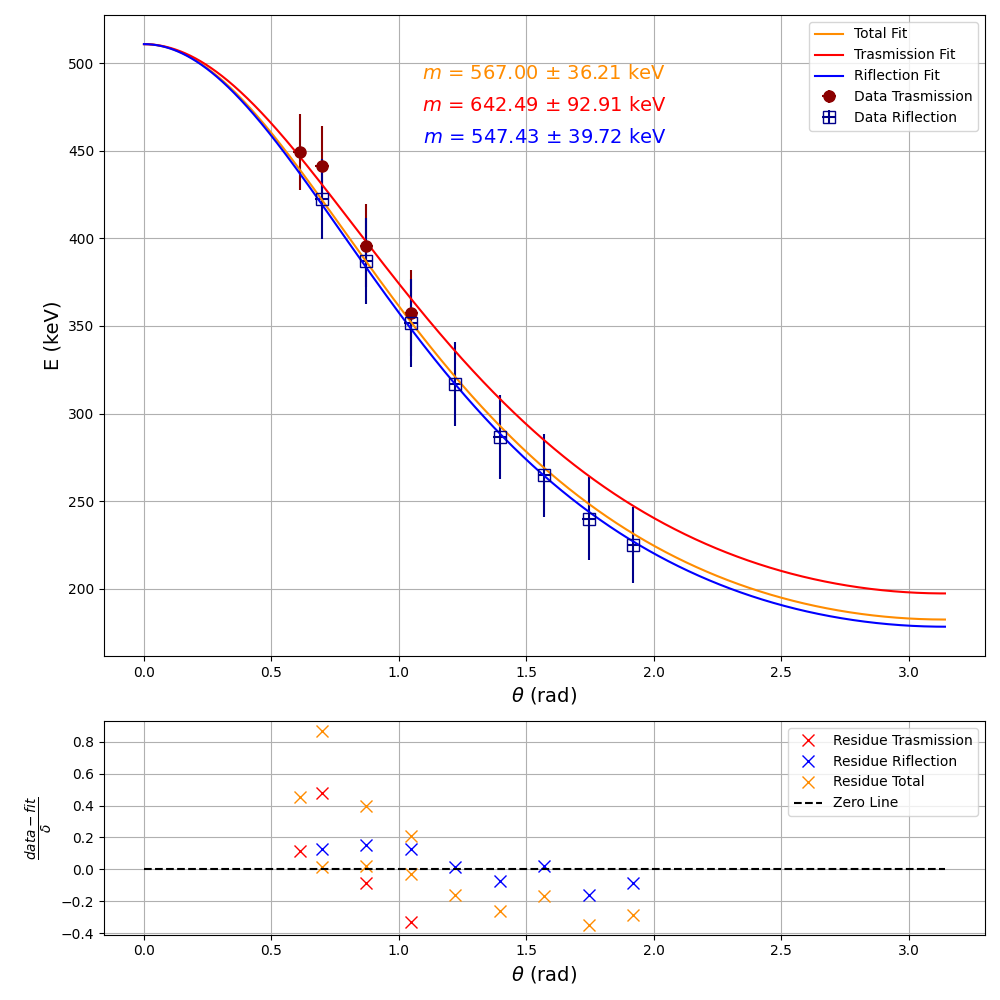 Total Fit
Trasmission Fit
Riflection Fit
Data Trasmission
Data Riflection
m = 567.00 ± 36.21 keV
m = 642.49 ± 92.91 keV
m = 547.43 ± 39.72 keV
E (keV)
500
450
400
350
300
250
200
0.0 0.5 1.0 1.5 2.0 2.5 3.0
θ (rad)
Residue Trasmission
Residue Riflection
Residue Total
Zero Line
data − fit
δ
0.8
0.6
0.4
0.2
0.0
−0.2
−0.4
0.0 0.5 1.0 1.5 2.0 2.5 3.0
θ (rad)